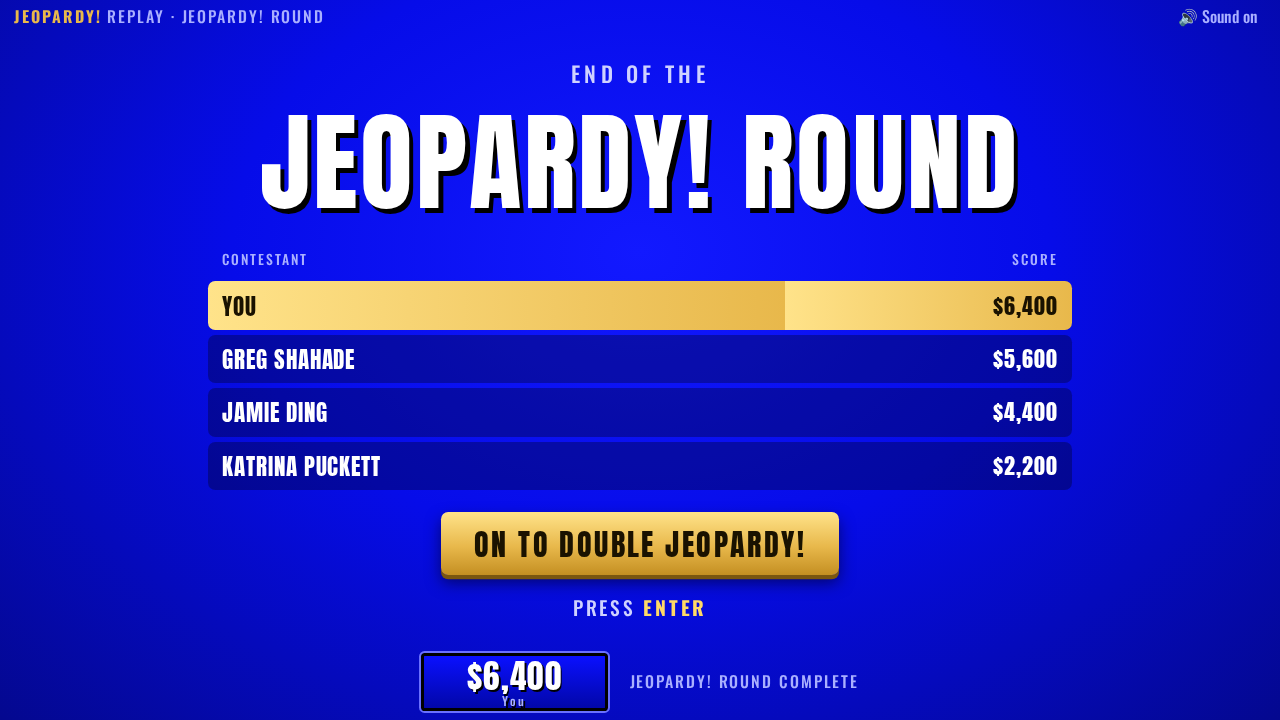 JEOPARDY! REPLAY · JEOPARDY! ROUND
🔊 Sound on
END OF THE
JEOPARDY! ROUND
CONTESTANT SCORE
YOU $6,400
GREG SHAHADE $5,600
JAMIE DING $4,400
KATRINA PUCKETT $2,200
ON TO DOUBLE JEOPARDY!
PRESS ENTER
$6,400
You
JEOPARDY! ROUND COMPLETE